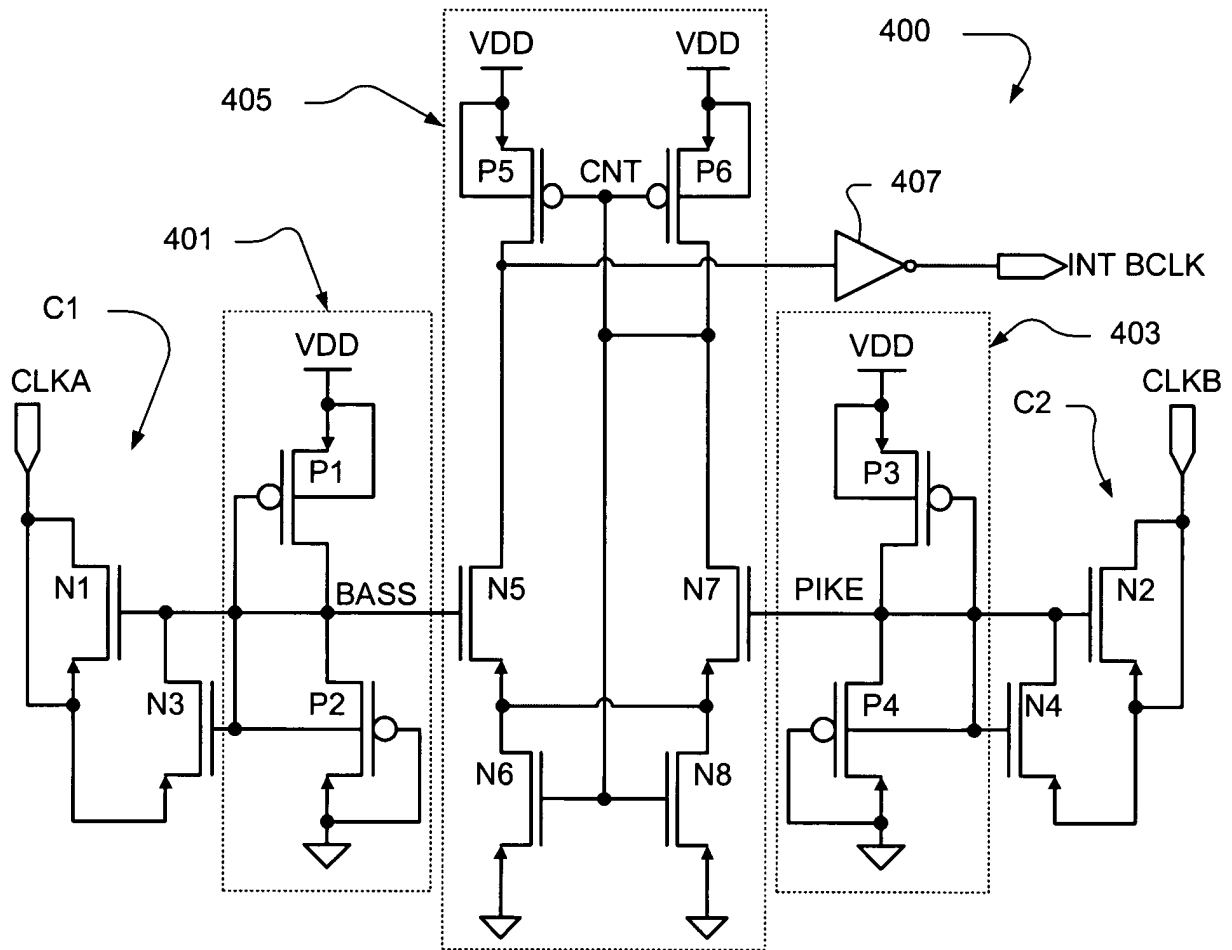 400
VDD
VDD
405
P5
CNT
P6
407
401
INT BCLK
C1
VDD
VDD
403
CLKA
CLKB
C2
P1
P3
N1
BASS
N5
N7
PIKE
N2
N3
P2
P4
N4
N6
N8